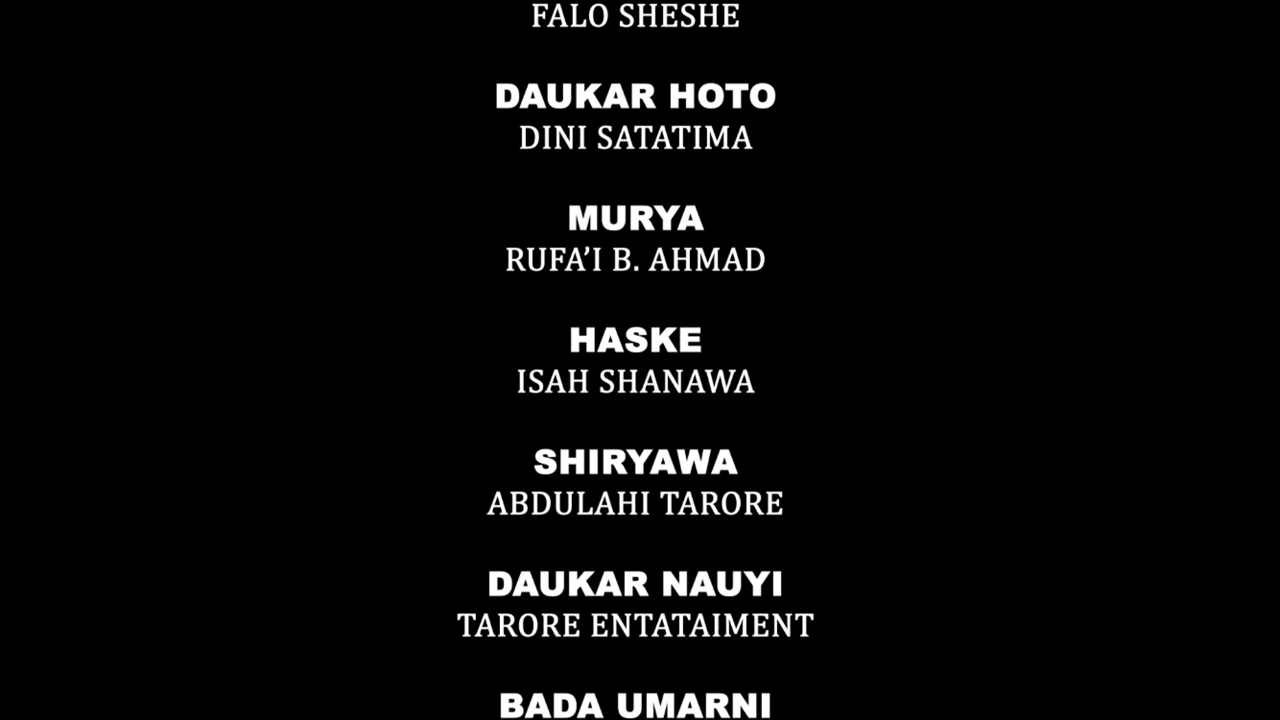 FALO SHESHE
DAUKAR HOTO
DINI SATATIMA
MURYA
RUFA’I B. AHMAD
HASKE
ISAH SHANAWA
SHIRYAWA
ABDULAHI TARORE
DAUKAR NAUYI
TARORE ENTATAIMENT
BADA UMARNI